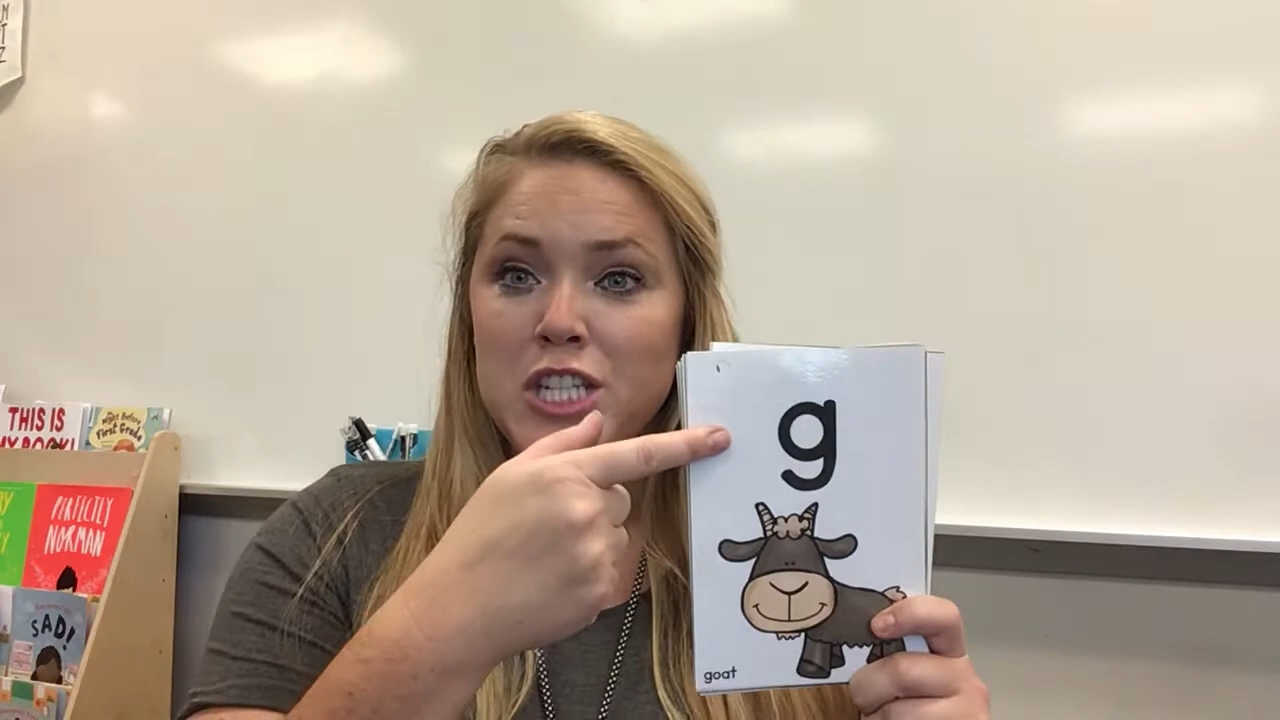 M
T
Z
THIS IS
MY BOOK!
The
Night Before
First Grade
PERFECTLY
NORMAN
SAD!
g
goat